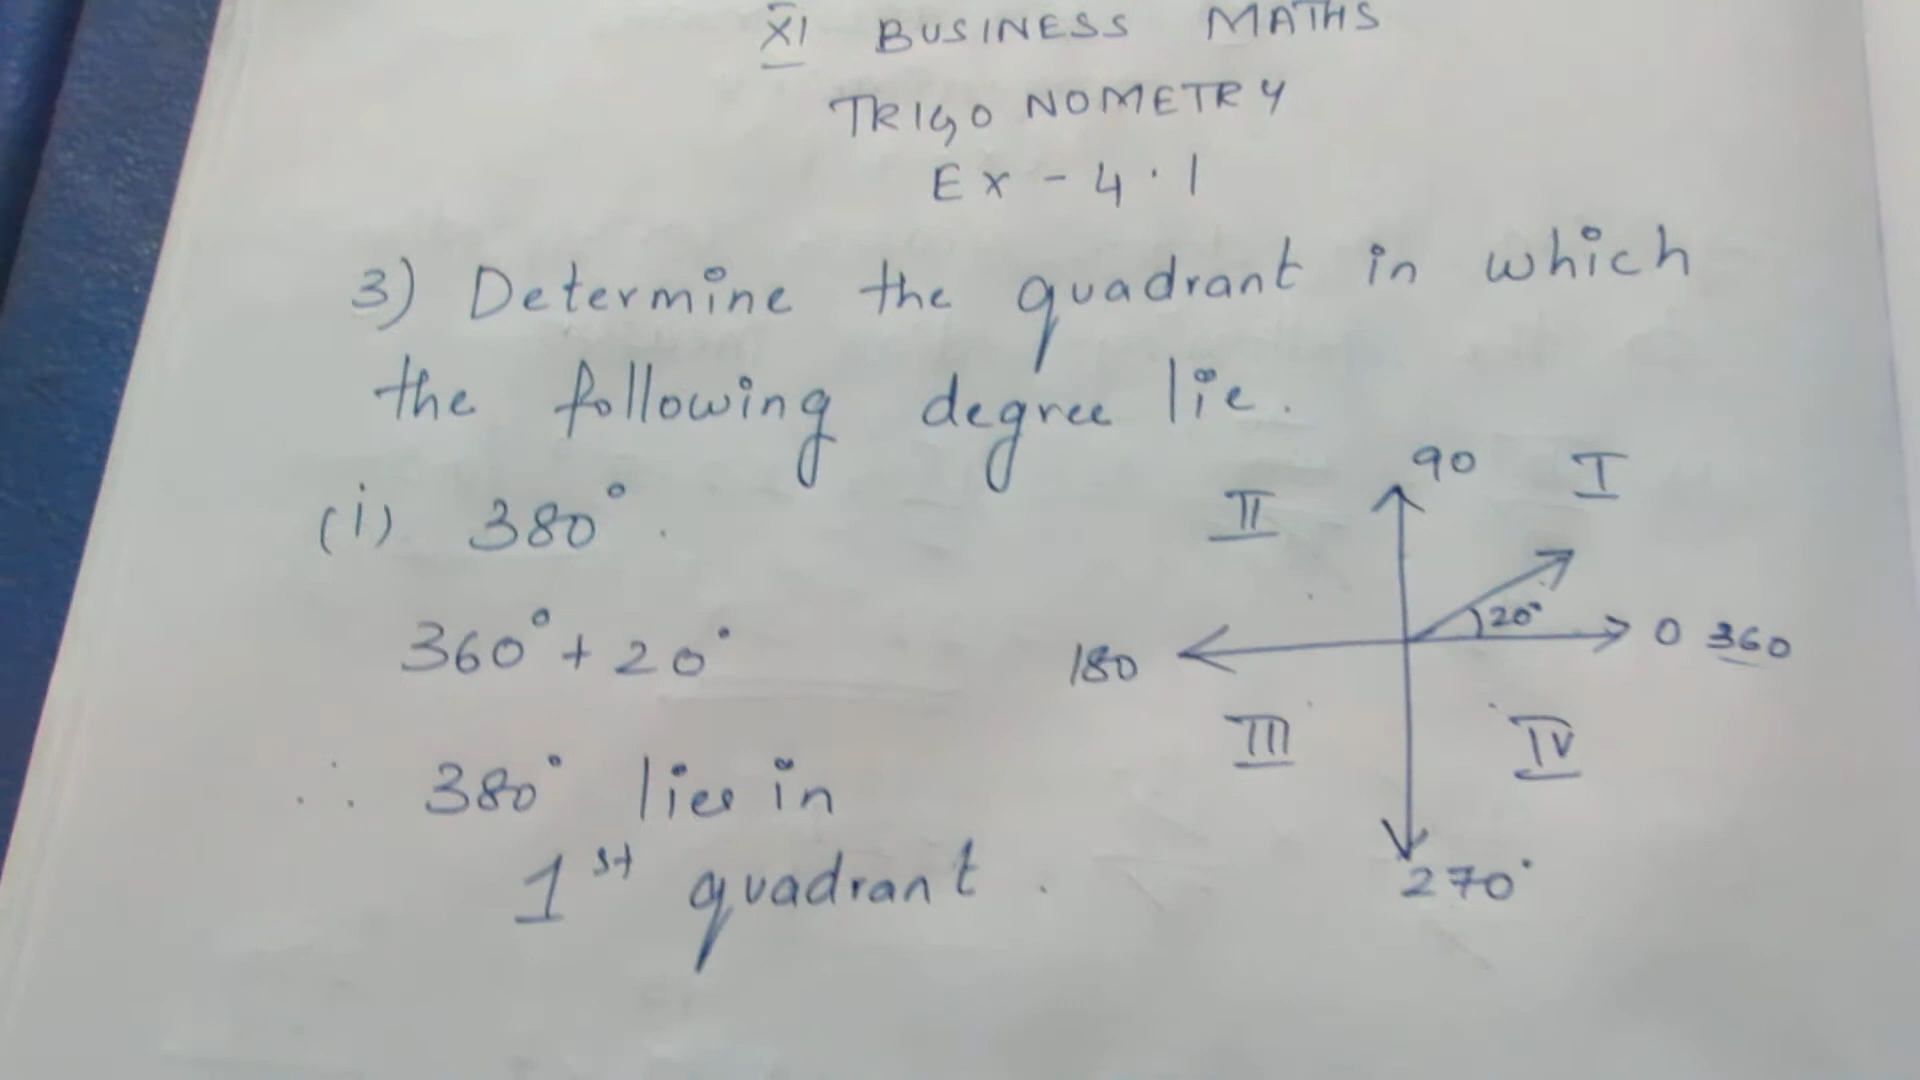 XI BUSINESS MATHS
TRIGONOMETRY
Ex - 4.1
3) Determine the quadrant in which
the following degree lie.
(i) 380°.
360° + 20°
∴ 380° lies in
1st quadrant.
90 I
II
20°
180
0 360
III
IV
270°